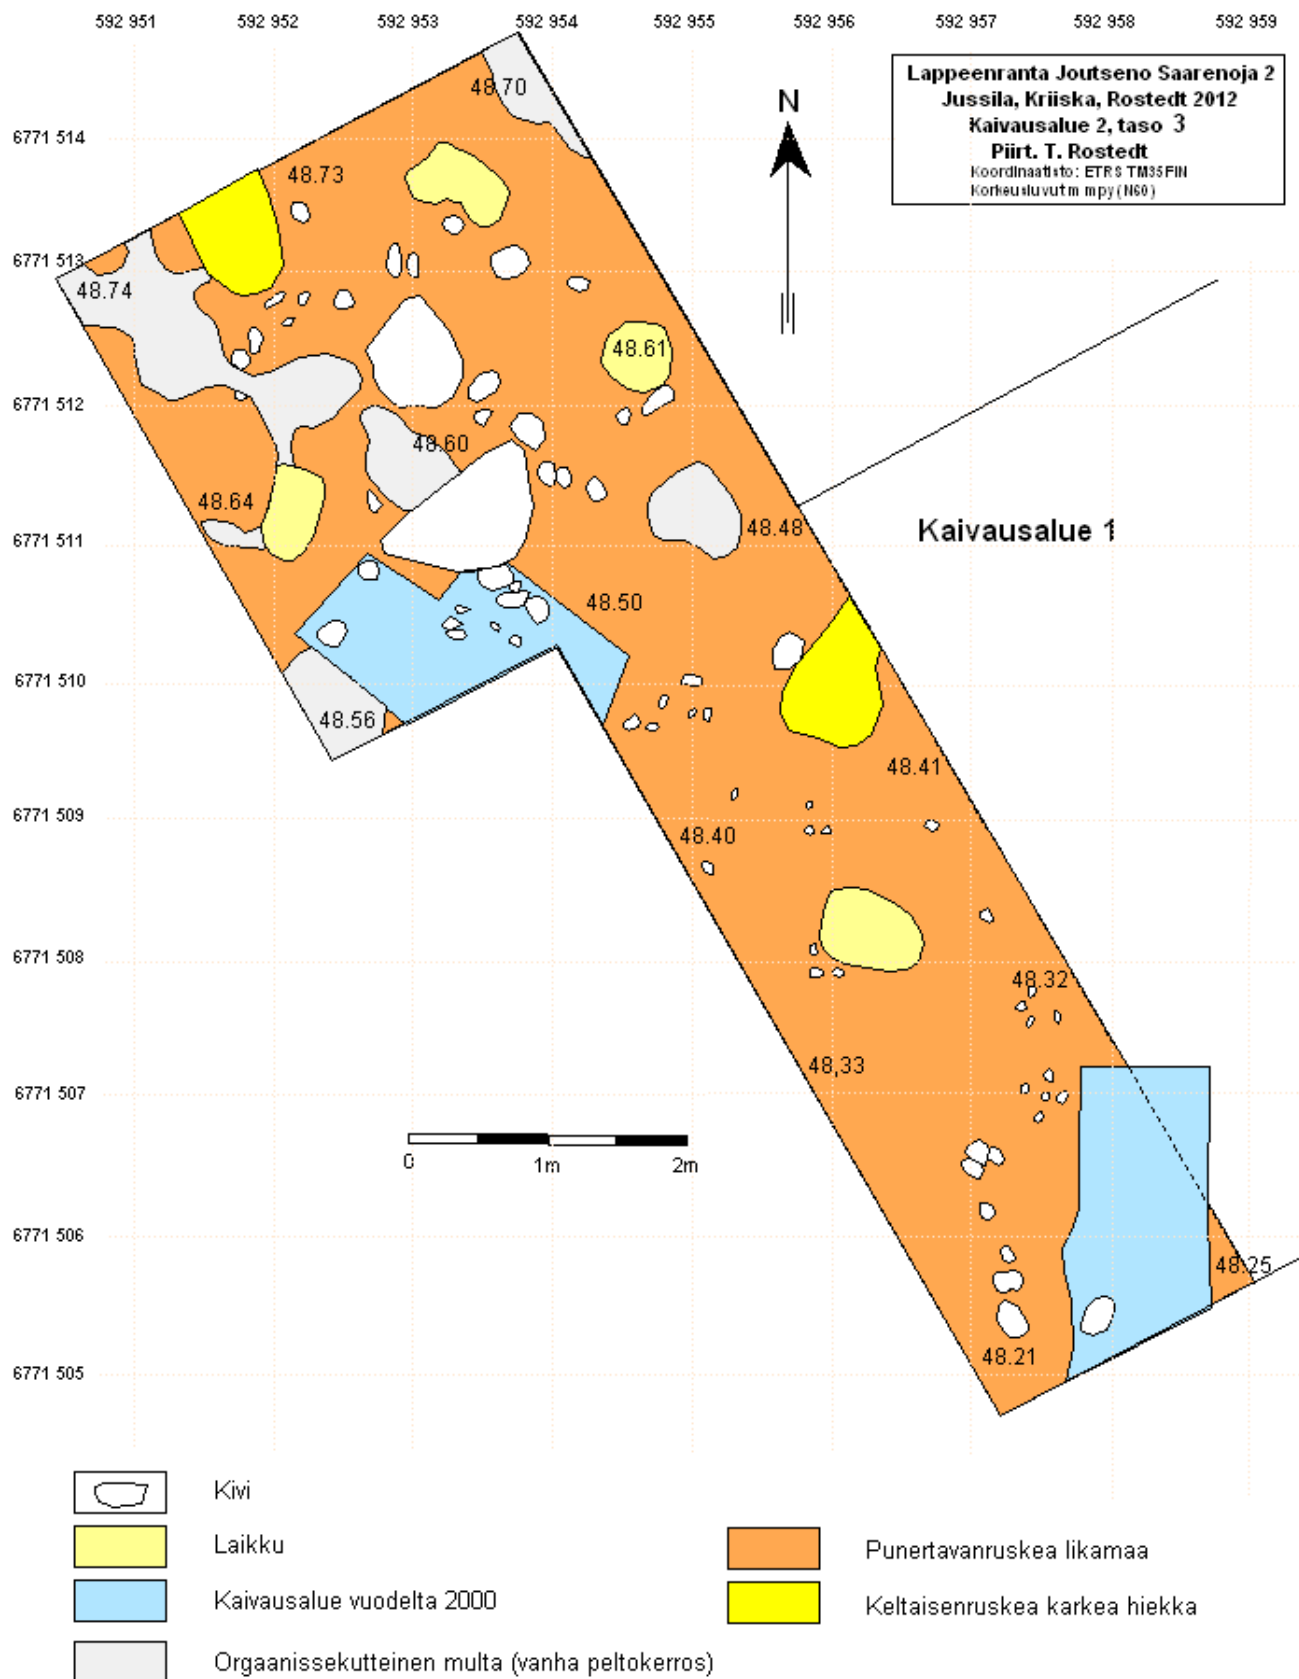 592 951 592 952 592 953 592 954 592 955 592 956 592 957 592 958 592 959
Lappeenranta Joutseno Saarenoja 2
Jussila, Kriiska, Rostedt 2012
Kaivausalue 2, taso 3
Piirt. T. Rostedt
Koordinaatisto: ETRS TM35FIN
Korkeusluvut m mpy (N60)
N
48.70
6771 514
48.73
6771 513
48.74
48.61
6771 512
48.60
48.64
48.48
Kaivausalue 1
6771 511
48.50
6771 510
48.56
48.41
6771 509
48.40
6771 508
48.32
48,33
6771 507
0 1m 2m
6771 506
48.25
48.21
6771 505
Kivi
Laikku
Kaivausalue vuodelta 2000
Orgaanissekutteinen multa (vanha peltokerros)
Punertavanruskea likamaa
Keltaisenruskea karkea hiekka